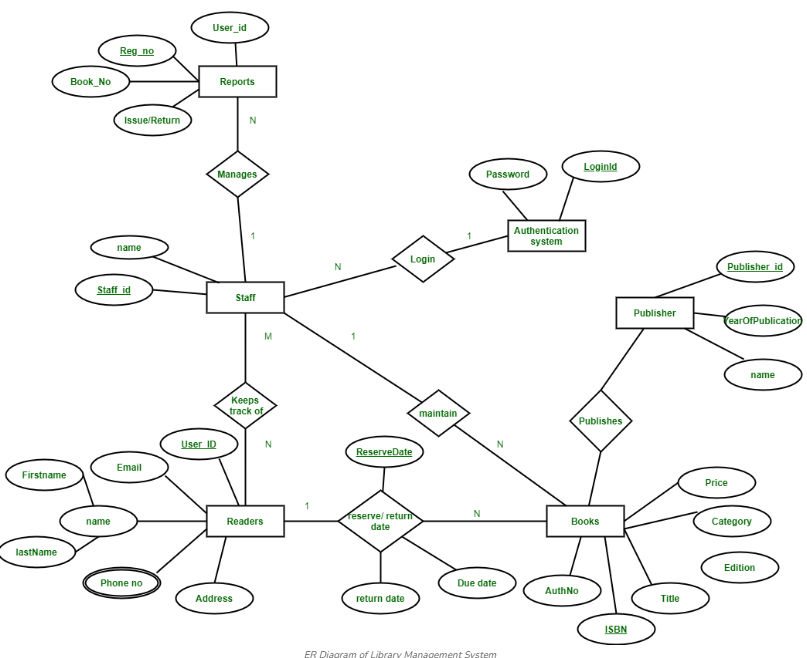 User_id
Reg_no
Book_No
Reports
Issue/Return
N
Manages
1
Password
LoginId
Authentication
system
1
Login
N
name
Staff_id
Staff
Publisher_id
Publisher
YearOfPublication
name
M
1
Keeps
track of
maintain
Publishes
N
N
User_ID
ReserveDate
Email
Firstname
name
lastName
Readers
1
reserve/ return
date
N
Books
Price
Category
Edition
Phone no
Address
return date
Due date
AuthNo
Title
ISBN
ER Diagram of Library Management System